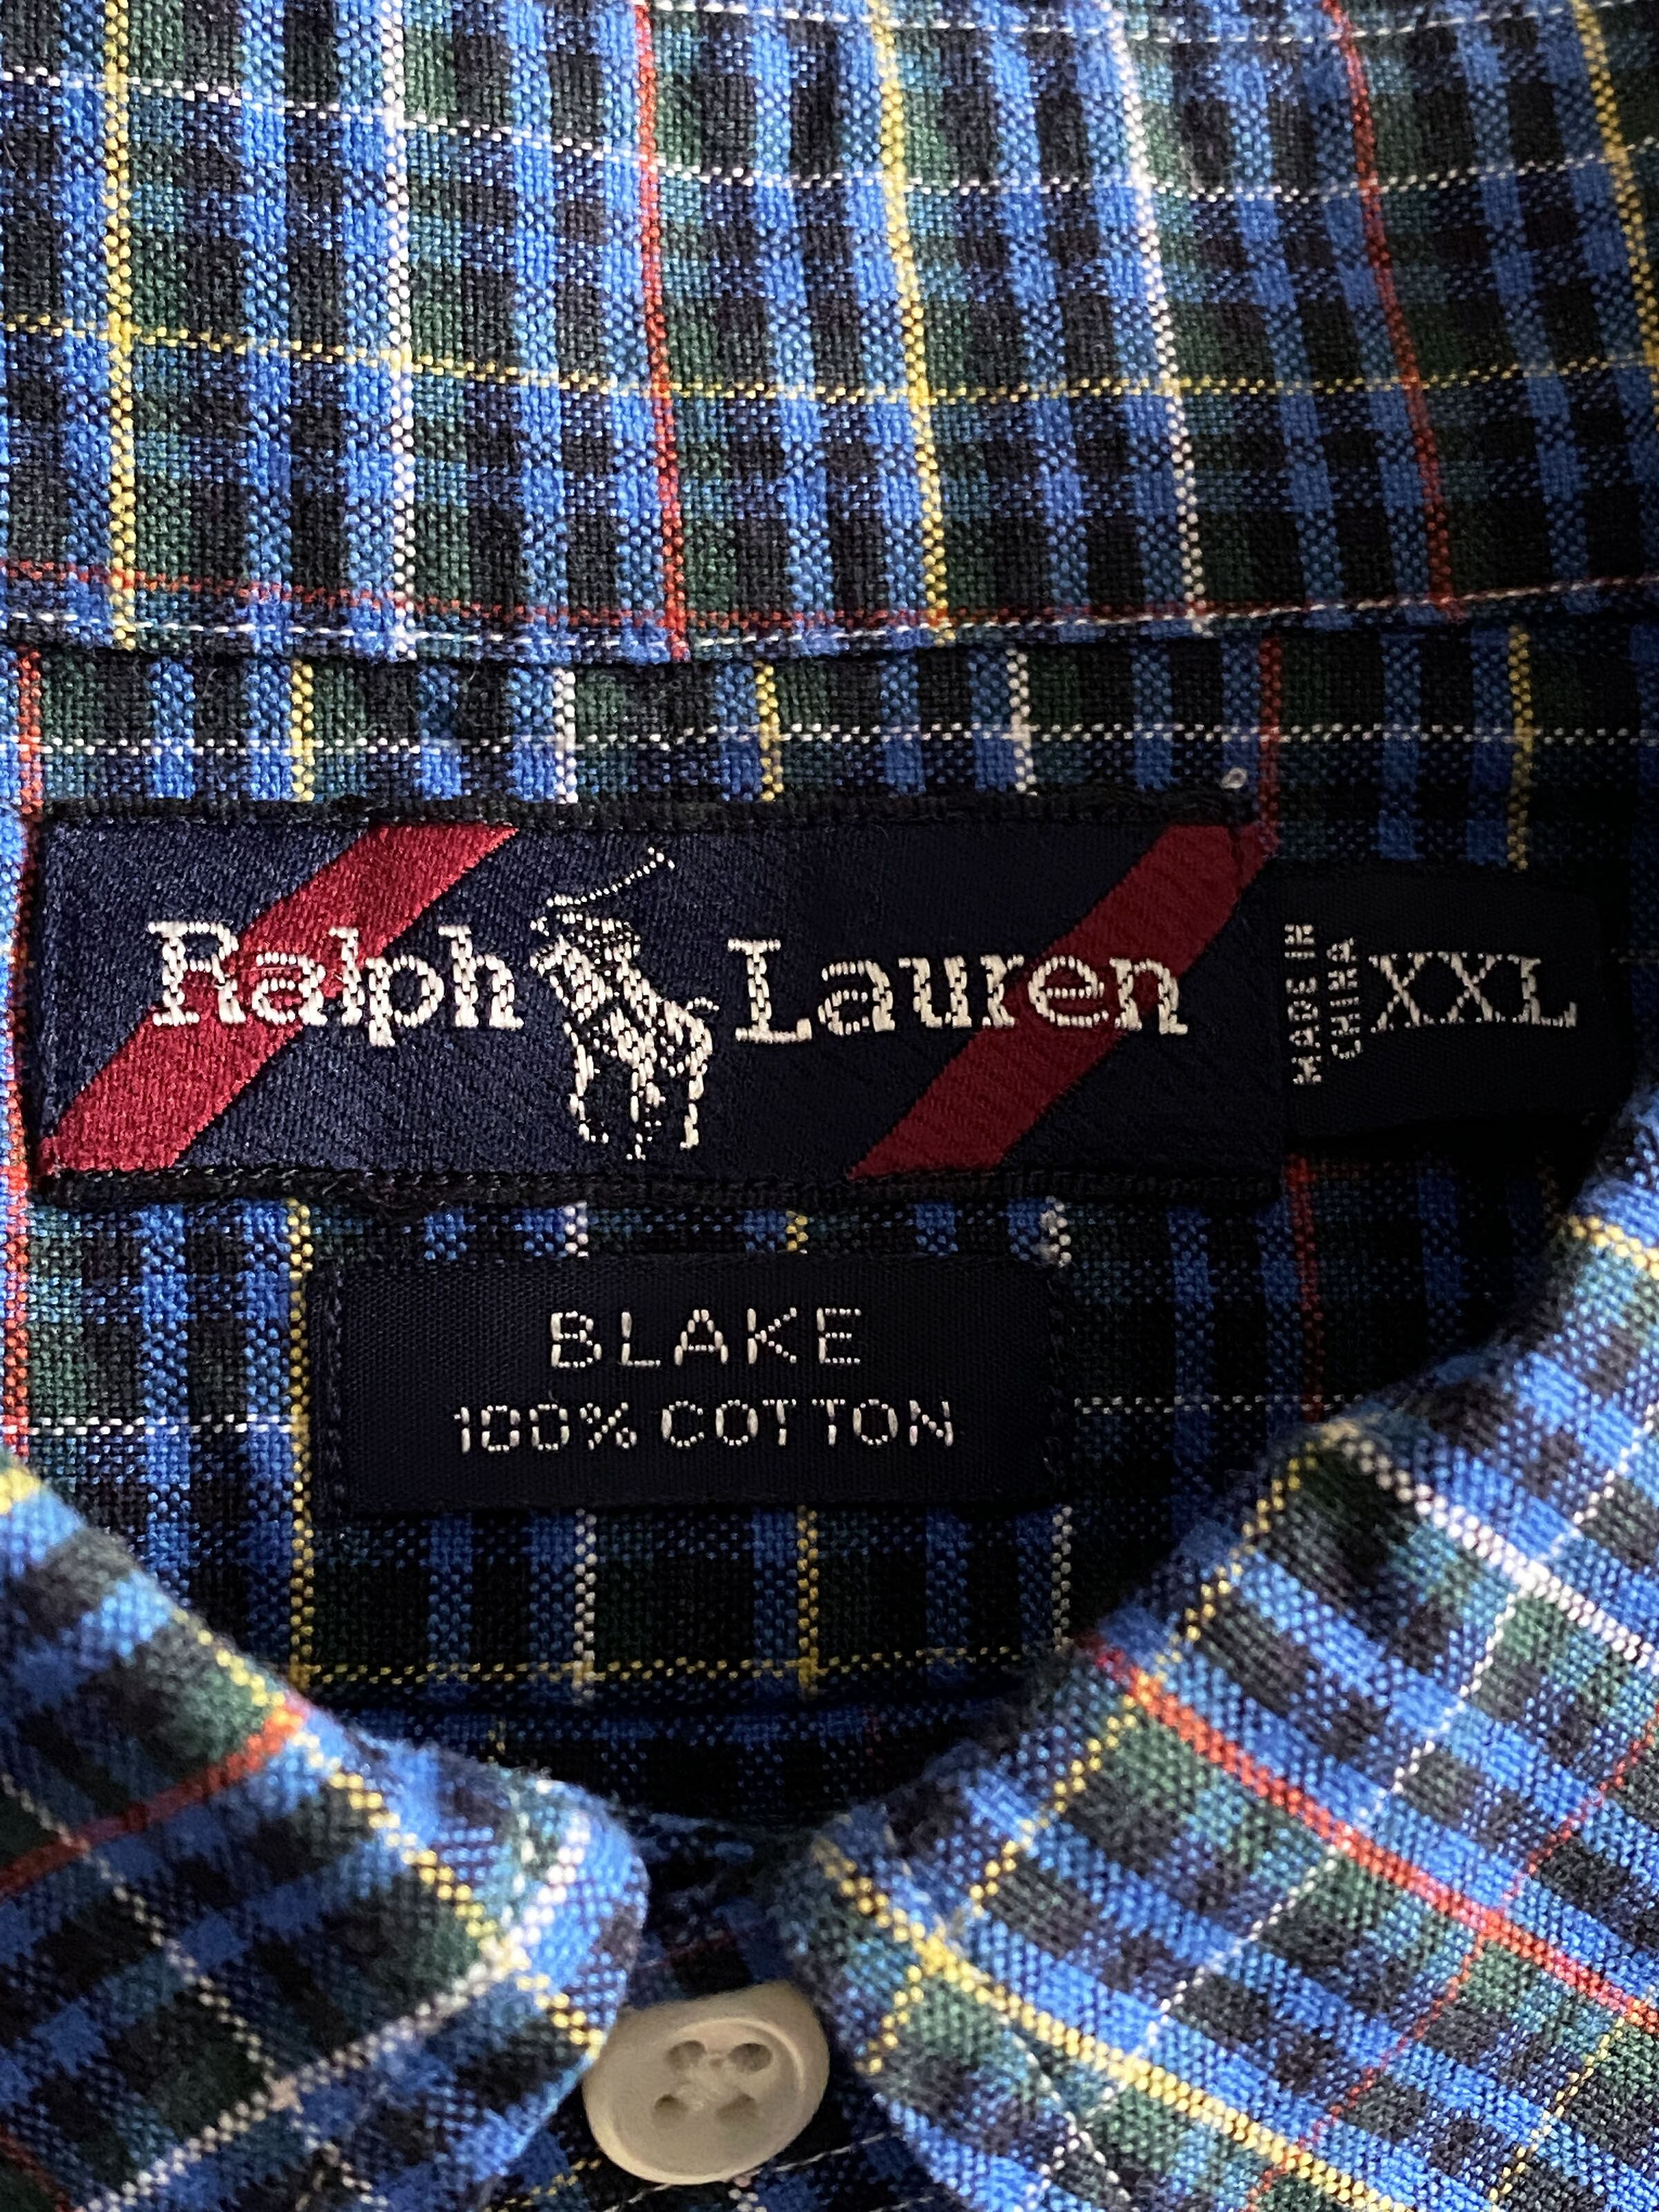 Ralph Lauren
MADE IN
CHINA
XXL
BLAKE
100% COTTON